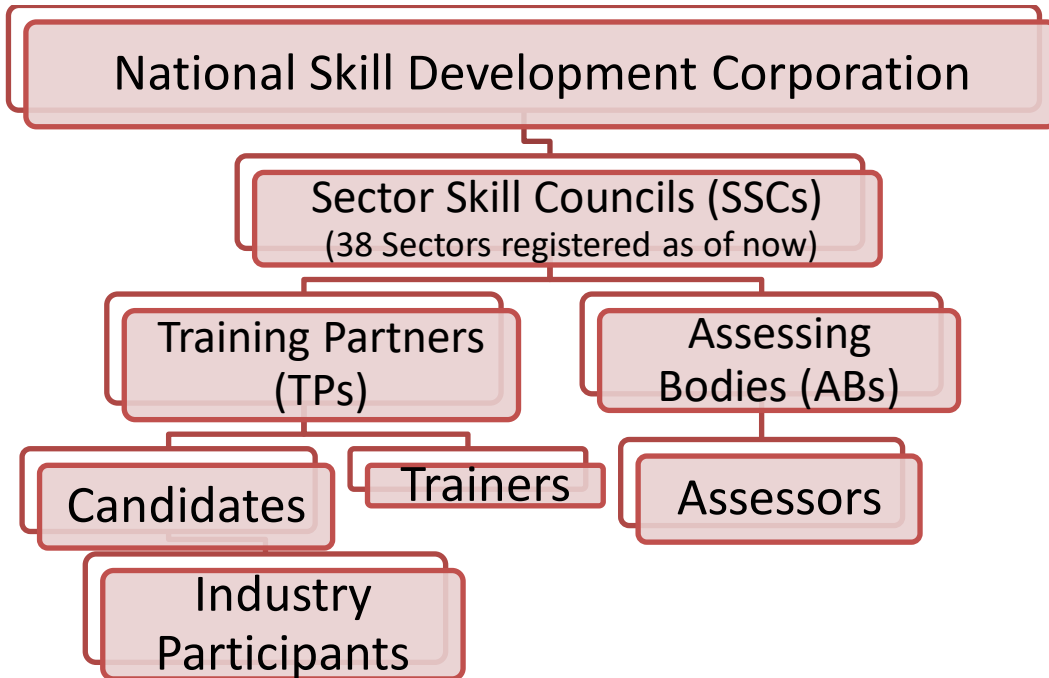 National Skill Development Corporation
Sector Skill Councils (SSCs)
(38 Sectors registered as of now)
Training Partners
(TPs)
Assessing
Bodies (ABs)
Candidates
Trainers
Assessors
Industry
Participants